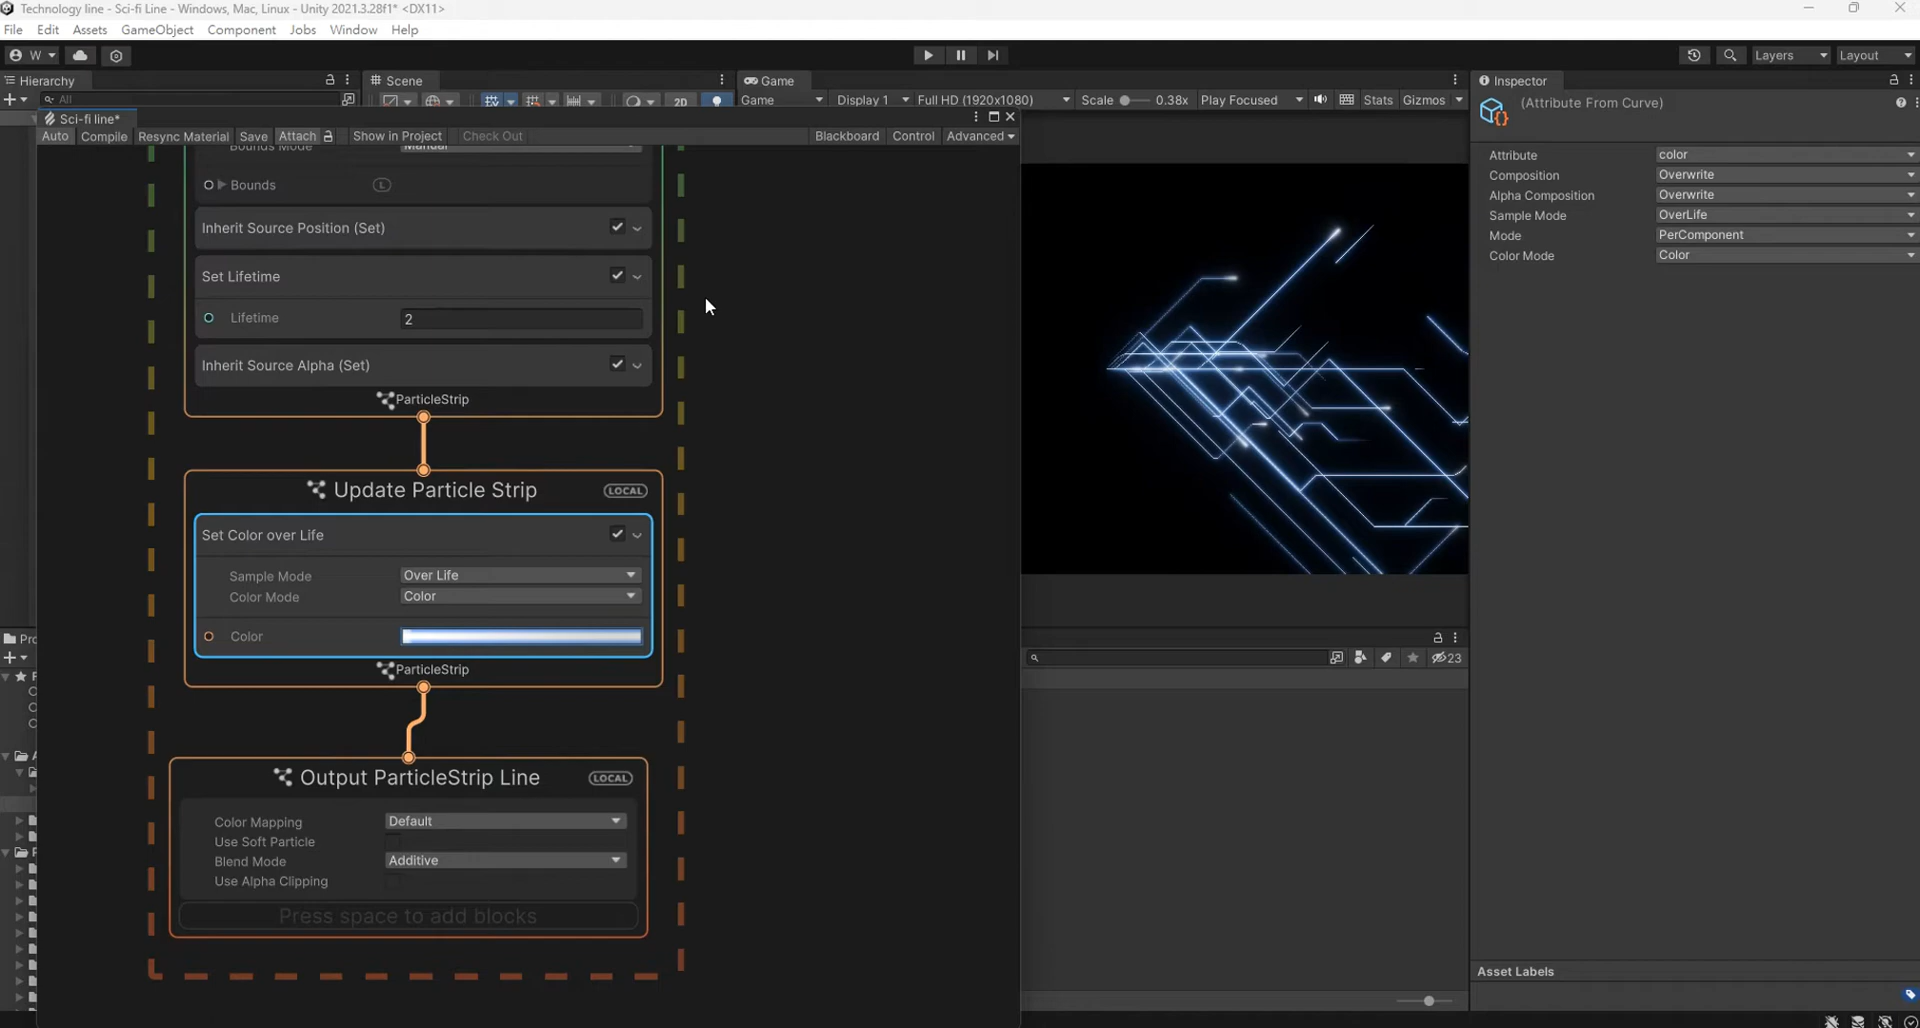 Technology line - Sci-fi Line - Windows, Mac, Linux - Unity 2021.3.28f1* <DX11>
File Edit Assets GameObject Component Jobs Window Help
W Layers Layout
Hierarchy Scene Game Inspector
All 2D Game Display 1 Full HD (1920x1080) Scale 0.38x Play Focused Stats Gizmos
(Attribute From Curve)
Sci-fi line*
Auto Compile Resync Material Save Attach Show in Project Check Out Blackboard Control Advanced
Bounds Mode Manual
Bounds L
Inherit Source Position (Set)
Set Lifetime
Lifetime 2
Inherit Source Alpha (Set)
ParticleStrip
Update Particle Strip LOCAL
Set Color over Life
Sample Mode Over Life
Color Mode Color
Color
ParticleStrip
Output ParticleStrip Line LOCAL
Color Mapping Default
Use Soft Particle
Blend Mode Additive
Use Alpha Clipping
Press space to add blocks
Attribute color
Composition Overwrite
Alpha Composition Overwrite
Sample Mode OverLife
Mode PerComponent
Color Mode Color
Pro
23
Asset Labels